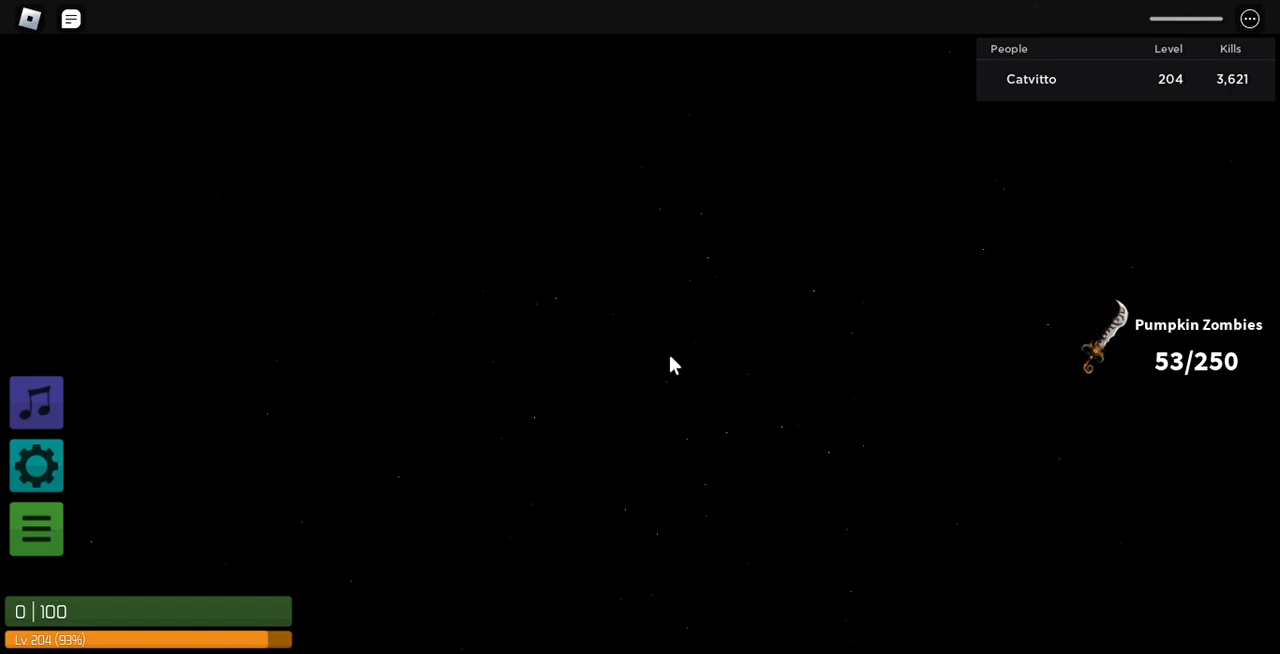 People Level Kills
Catvitto 204 3,621
Pumpkin Zombies
53/250
0 | 100
Lv. 204 (93%)